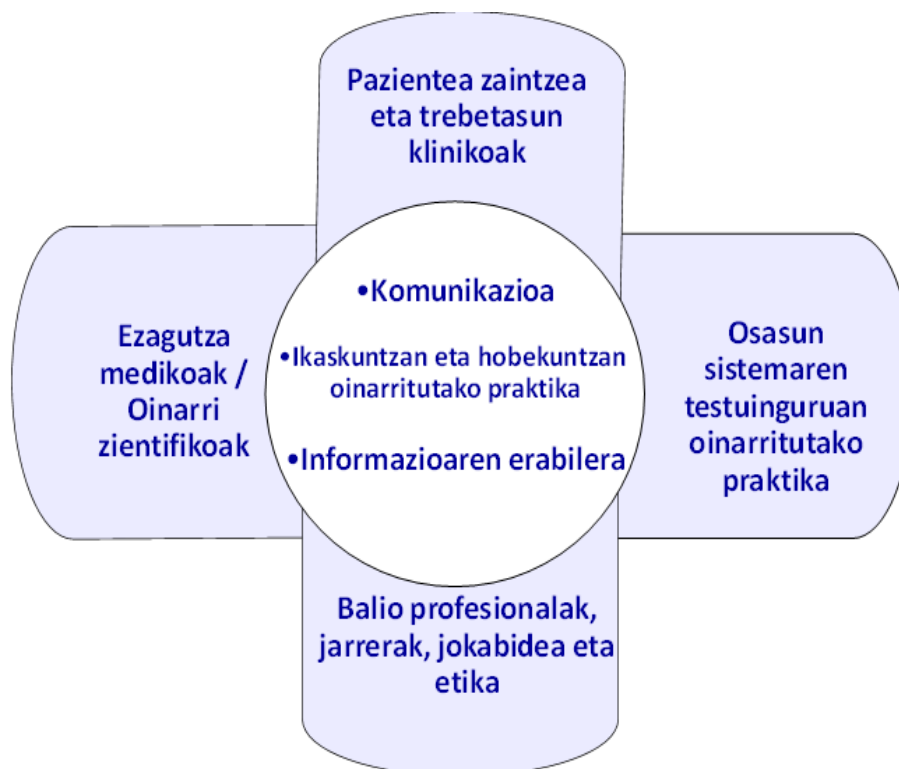 Pazientea zaintzea
eta trebetasun
klinikoak
Ezagutza
medikoak /
Oinarri
zientifikoak
•Komunikazioa
•Ikaskuntzan eta hobekuntzan
oinarritutako praktika
•Informazioaren erabilera
Osasun
sistemaren
testuinguruan
oinarritutako
praktika
Balio profesionalak,
jarrerak, jokabidea eta
etika